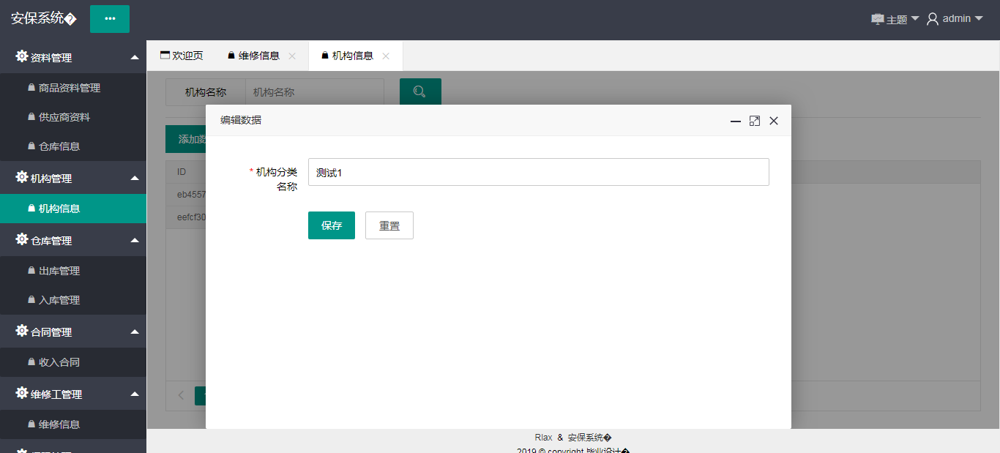 安保系统�
主题
admin
资料管理
商品资料管理
供应商资料
仓库信息
机构管理
机构信息
仓库管理
出库管理
入库管理
合同管理
收入合同
维修工管理
维修信息
欢迎页
维修信息
机构信息
机构名称
机构名称
添加数
ID
eb4557
eefcf30
编辑数据
* 机构分类
名称
测试1
保存
重置
Rlax & 安保系统�
2019 © copyright 毕业设计�